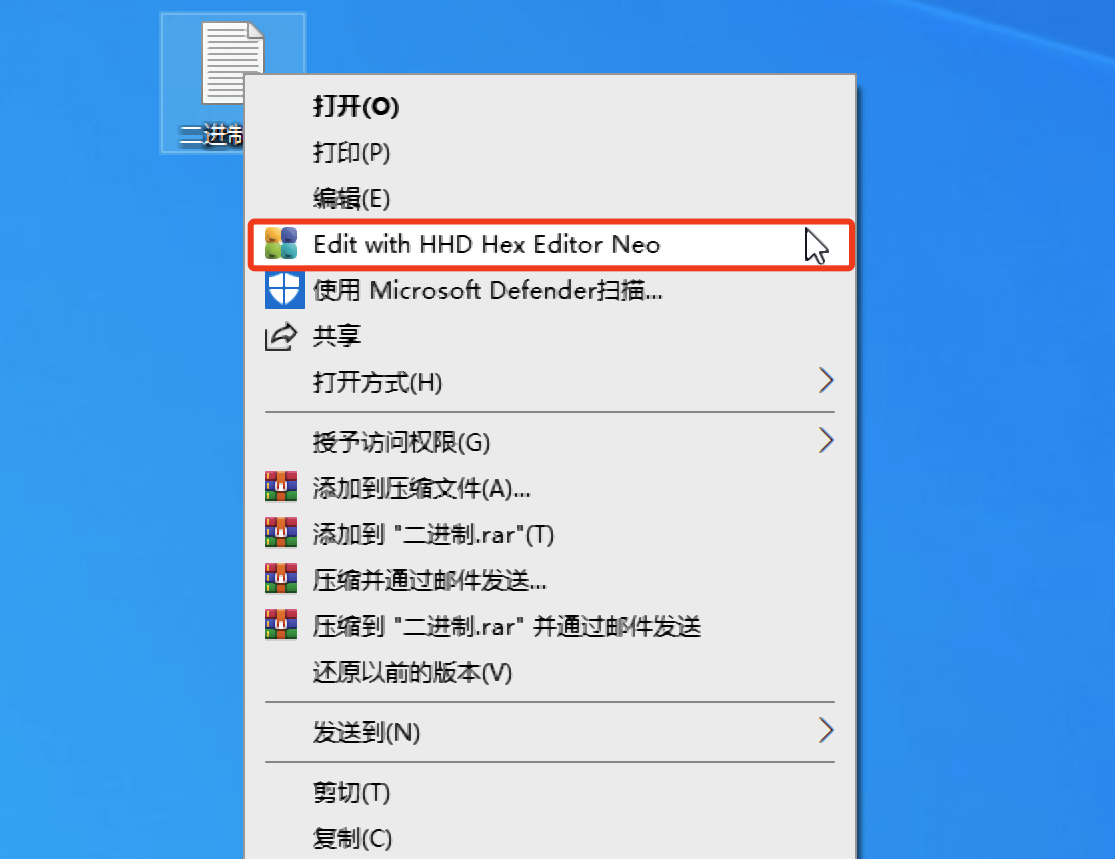 二进制
打开(O)
打印(P)
编辑(E)
Edit with HHD Hex Editor Neo
使用 Microsoft Defender扫描...
共享
打开方式(H)
授予访问权限(G)
添加到压缩文件(A)...
添加到 "二进制.rar"(T)
压缩并通过邮件发送...
压缩到 "二进制.rar" 并通过邮件发送
还原以前的版本(V)
发送到(N)
剪切(T)
复制(C)